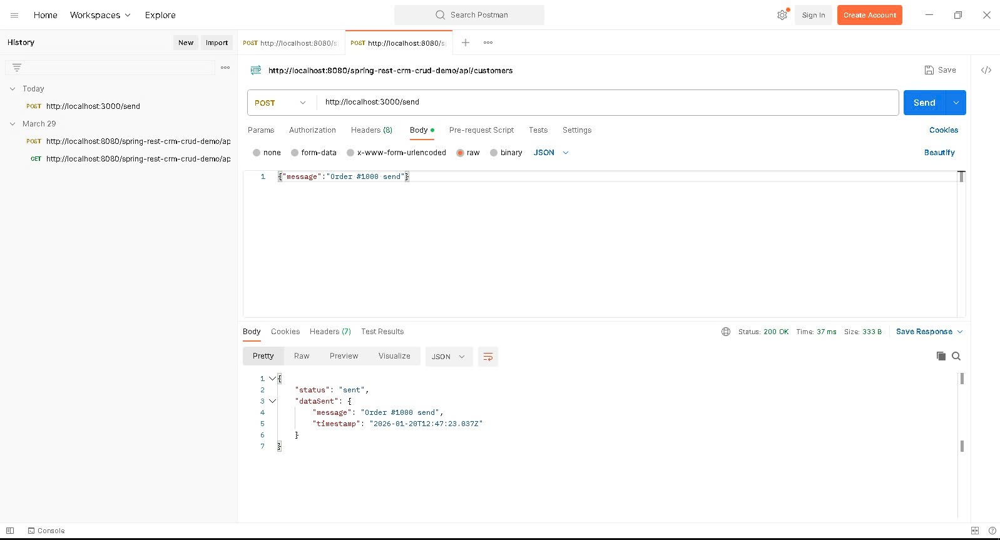 Home Workspaces Explore Search Postman Sign In Create Account
History New Import
POST http://localhost:8080/s POST http://localhost:8080/s
HTTP http://localhost:8080/spring-rest-crm-crud-demo/api/customers Save </>
Today
POST http://localhost:3000/send
March 29
POST http://localhost:8080/spring-rest-crm-crud-demo/ap
GET http://localhost:8080/spring-rest-crm-crud-demo/ap
POST http://localhost:3000/send Send
Params Authorization Headers (8) Body Pre-request Script Tests Settings Cookies
none form-data x-www-form-urlencoded raw binary JSON Beautify
1 {"message":"Order #1000 send"}
Body Cookies Headers (7) Test Results Status: 200 OK Time: 37 ms Size: 333 B Save Response
Pretty Raw Preview Visualize JSON
1 {
2 "status": "sent",
3 "dataSent": {
4 "message": "Order #1000 send",
5 "timestamp": "2026-01-20T12:47:23.037Z"
6 }
7 }
Console